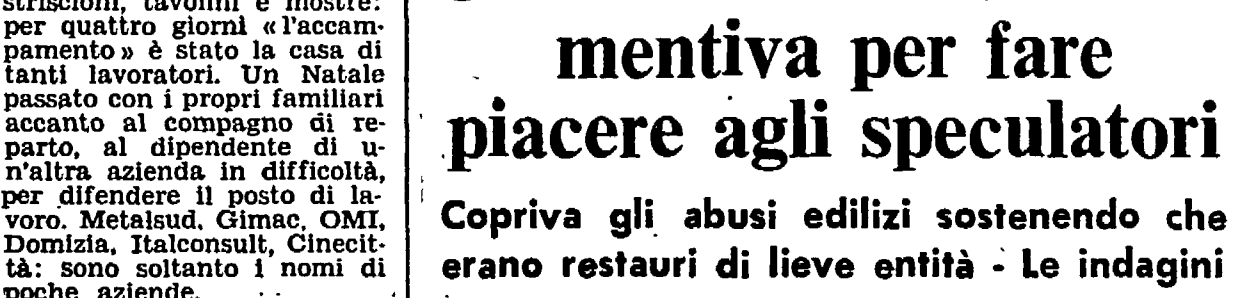 striscioni, tavolini e mostre:
per quattro giorni «l'accam-
pamento» è stato la casa di
tanti lavoratori. Un Natale
passato con i propri familiari
accanto al compagno di re-
parto, al dipendente di u-
n'altra azienda in difficoltà,
per difendere il posto di la-
voro. Metalsud, Gimac, OMI,
Domizia, Italconsult, Cinecit-
tà: sono soltanto i nomi di
poche aziende.
mentiva per fare
piacere agli speculatori
Copriva gli abusi edilizi sostenendo che
erano restauri di lieve entità - Le indagini